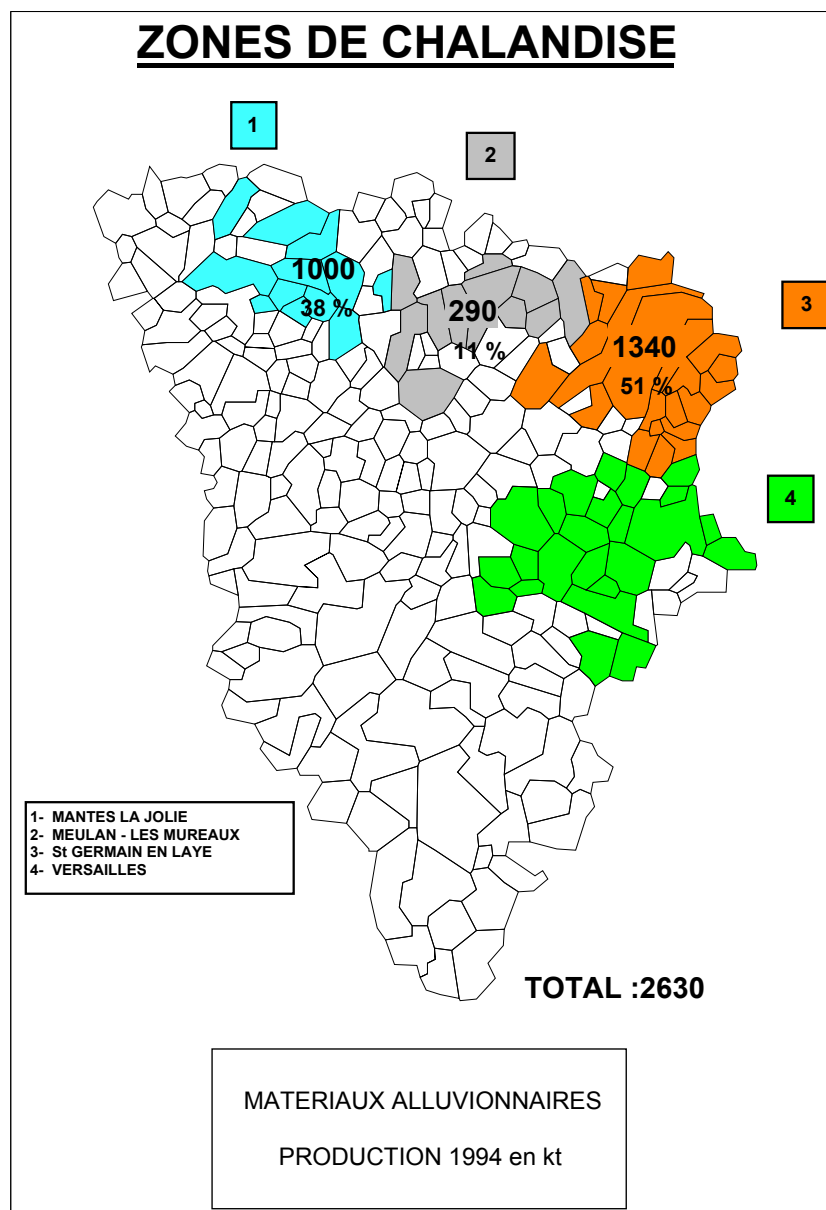 ZONES DE CHALANDISE
1
2
1000
38 %
290
11 %
3
1340
51 %
4
1- MANTES LA JOLIE
2- MEULAN - LES MUREAUX
3- St GERMAIN EN LAYE
4- VERSAILLES
TOTAL :2630
MATERIAUX ALLUVIONNAIRES
PRODUCTION 1994 en kt